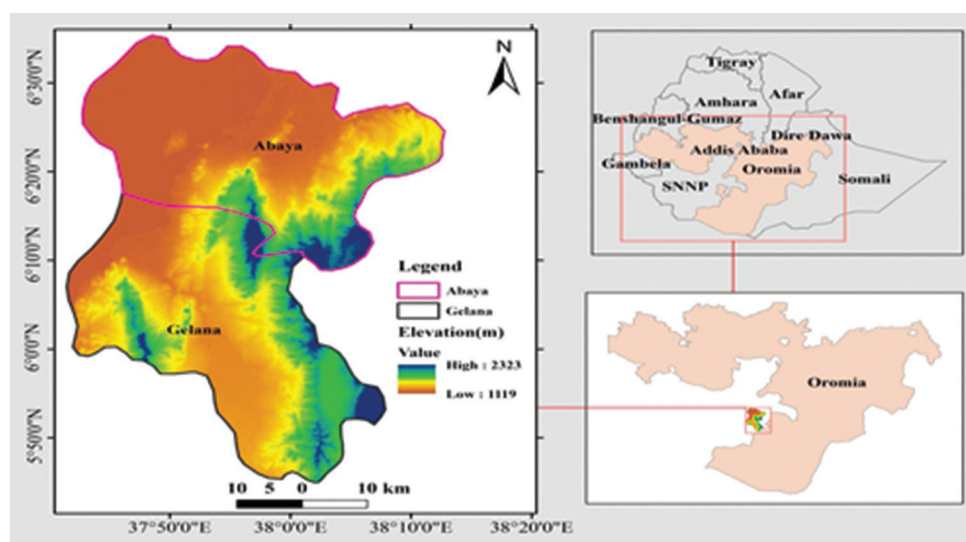 6°30'0"N
6°20'0"N
6°10'0"N
6°0'0"N
5°50'0"N
37°50'0"E
38°0'0"E
38°10'0"E
38°20'0"E
N
Abaya
Gelana
Legend
Abaya
Gelana
Elevation(m)
Value
High : 2323
Low : 1119
10 5 0 10 km
Tigray
Afar
Amhara
Benshangul-Gumaz
Dire Dawa
Addis Ababa
Gambela
Oromia
Somali
SNNP
Oromia